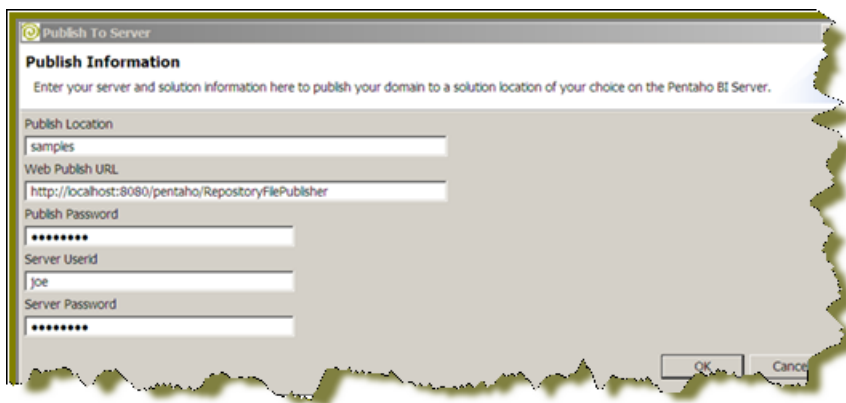 Publish To Server
Publish Information
Enter your server and solution information here to publish your domain to a solution location of your choice on the Pentaho BI Server.
Publish Location
samples
Web Publish URL
http://localhost:8080/pentaho/RepositoryFilePublisher
Publish Password
••••••••
Server Userid
joe
Server Password
••••••••
OK Cance